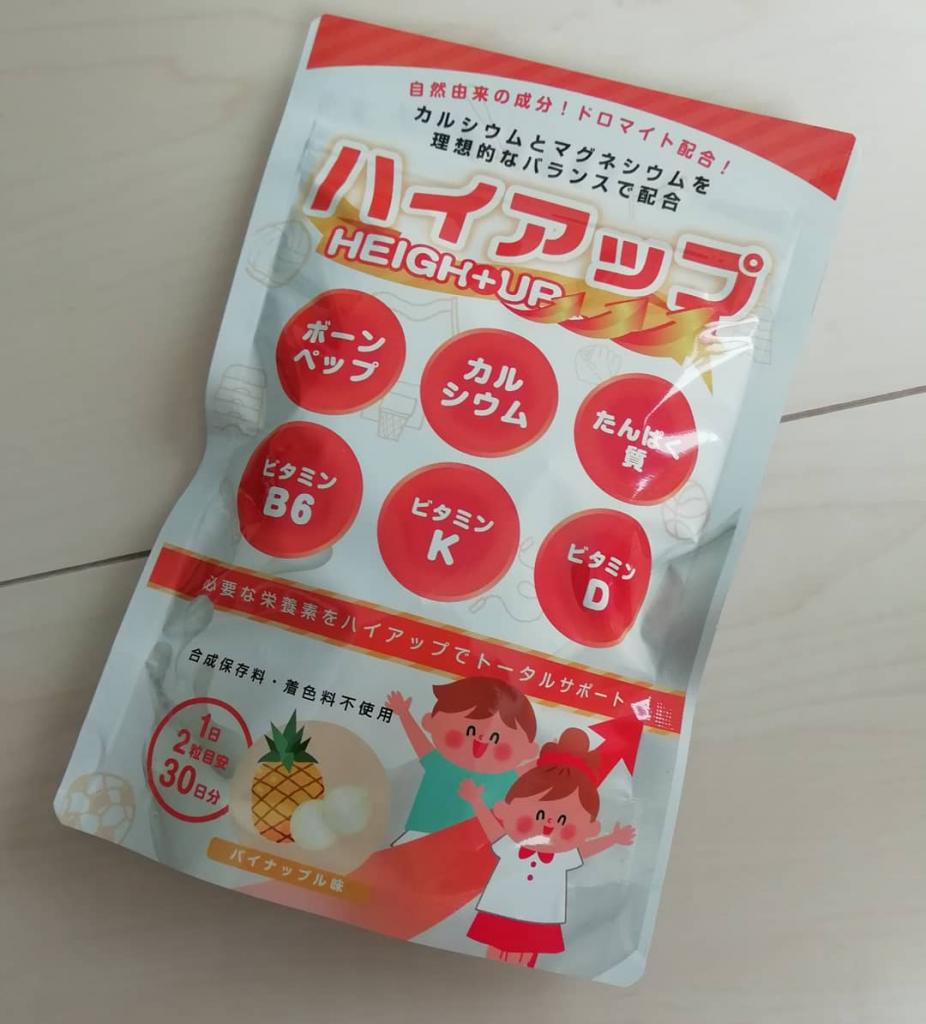 自然由来の成分！ドロマイト配合！
カルシウムとマグネシウムを
理想的なバランスで配合
ハイアップ
HEIGH+UP
ボーン
ペップ
カル
シウム
たんぱく
質
ビタミン
B6
ビタミン
K
ビタミン
D
必要な栄養素をハイアップでトータルサポート！
合成保存料・着色料不使用
1日
2粒目安
30日分
パイナップル味